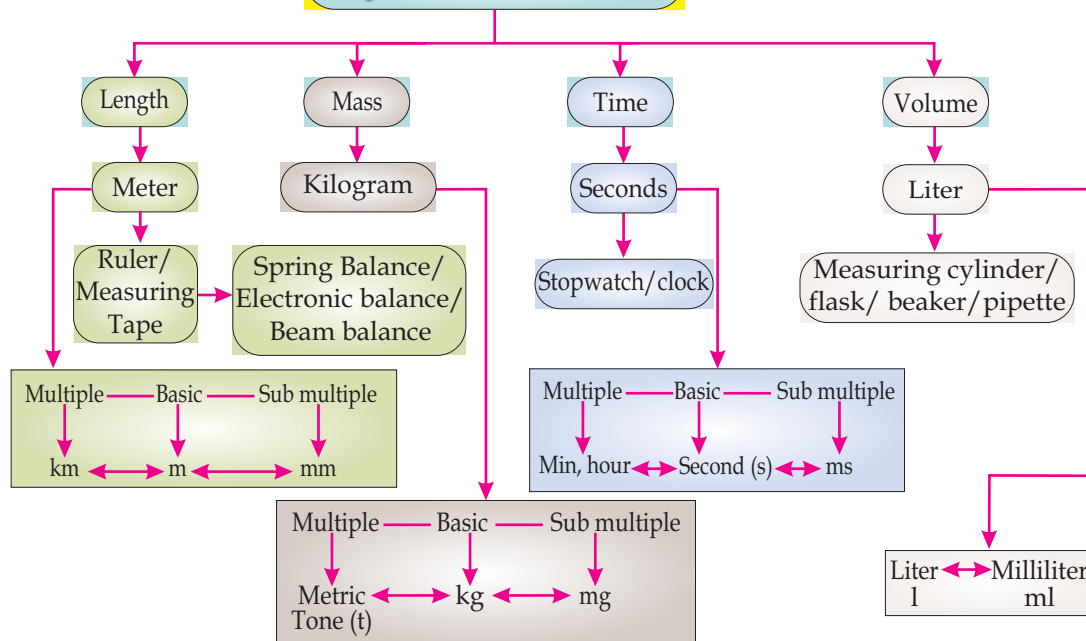 Length
Mass
Time
Volume
Meter
Kilogram
Seconds
Liter
Ruler/
Measuring
Tape
Spring Balance/
Electronic balance/
Beam balance
Stopwatch/clock
Measuring cylinder/
flask/ beaker/pipette
Multiple Basic Sub multiple
km m mm
Multiple Basic Sub multiple
Min, hour Second (s) ms
Multiple Basic Sub multiple
Metric kg mg
Tone (t)
Liter Milliliter
l ml